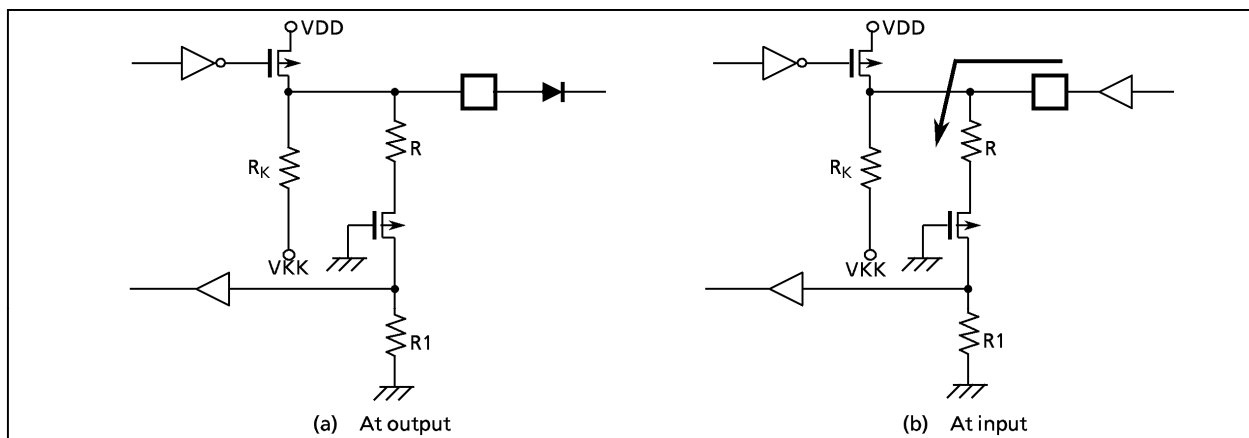 VDD
R
RK
VKK
R1
(a) At output
VDD
R
RK
VKK
R1
(b) At input